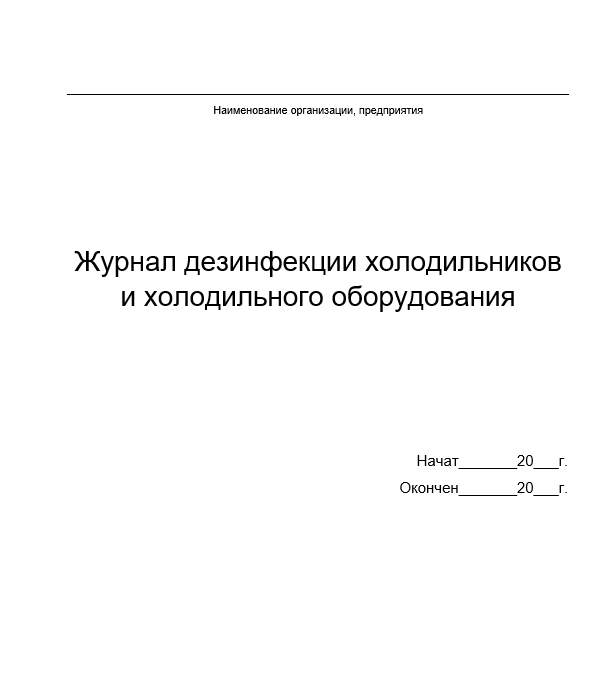 Наименование организации, предприятия
Журнал дезинфекции холодильников
и холодильного оборудования
Начат_______20___г.
Окончен_______20___г.